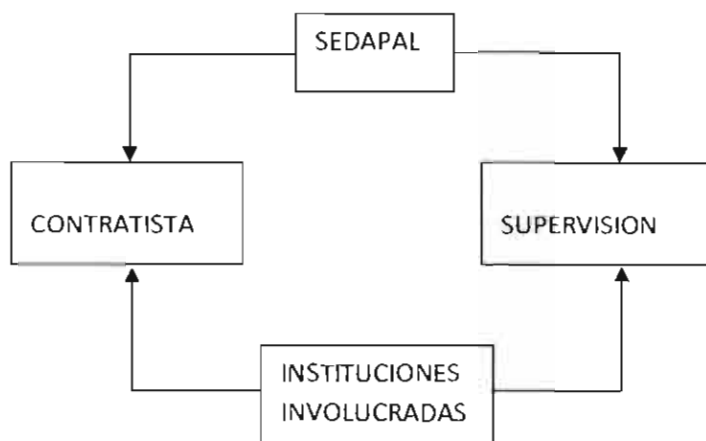 SEDAPAL
CONTRATISTA
SUPERVISION
INSTITUCIONES
INVOLUCRADAS